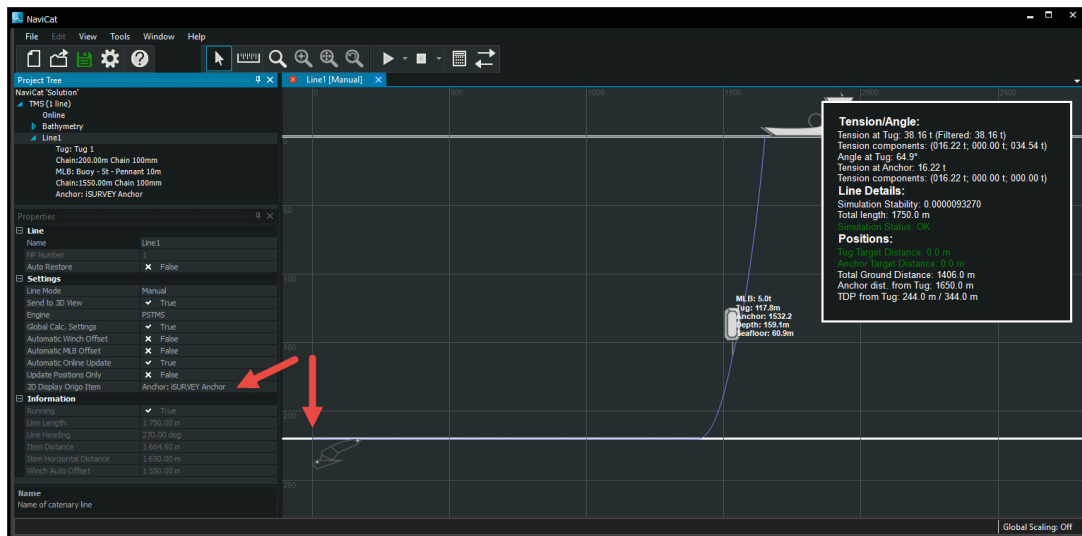 NaviCat
File Edit View Tools Window Help
Project Tree
Line1 [Manual]
NaviCat 'Solution'
TMS (1 line)
Online
Bathymetry
Line1
Tug: Tug 1
Chain:200.00m Chain 100mm
MLB: Buoy - 5t - Pennant 10m
Chain:1550.00m Chain 100mm
Anchor: iSURVEY Anchor
Properties
Line
Name Line1
NP Number 1
Auto Restore False
Settings
Line Mode Manual
Send to 3D View True
Engine PSTMS
Global Calc. Settings True
Automatic Winch Offset False
Automatic MLB Offset False
Automatic Online Update True
Update Positions Only False
2D Display Origo Item Anchor: iSURVEY Anchor
Information
Running True
Line Length 1 750.00 m
Line Heading 270.00 deg
Item Distance 1 664.60 m
Item Horizontal Distance 1 650.00 m
Winch Auto Offset 1 550.00 m
Name
Name of catenary line
0 500 1000 1500 2000 2500
0
50
100
150
200
250
MLB: 5.0t
Tug: 117.8m
Anchor: 1532.2
Depth: 159.1m
Seafloor: 60.9m
Tension/Angle:
Tension at Tug: 38.16 t (Filtered: 38.16 t)
Tension components: (016.22 t; 000.00 t; 034.54 t)
Angle at Tug: 64.9°
Tension at Anchor: 16.22 t
Tension components: (016.22 t; 000.00 t; 000.00 t)
Line Details:
Simulation Stability: 0.0000093270
Total length: 1750.0 m
Simulation Status: OK
Positions:
Tug Target Distance: 0.0 m
Anchor Target Distance: 0.0 m
Total Ground Distance: 1406.0 m
Anchor dist. from Tug: 1650.0 m
TDP from Tug: 244.0 m / 344.0 m
Global Scaling: Off